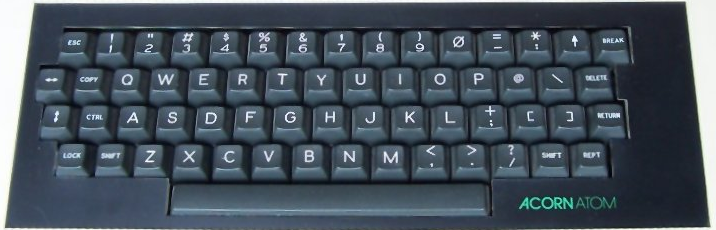 ESC ! 1 " 2 # 3 $ 4 % 5 & 6 ' 7 ( 8 ) 9 Ø = - * : ↑ BREAK
↔ COPY Q W E R T Y U I O P @ \ DELETE
↕ CTRL A S D F G H J K L + ; [ ] RETURN
LOCK SHIFT Z X C V B N M < , > . ? / SHIFT REPT
ACORN ATOM